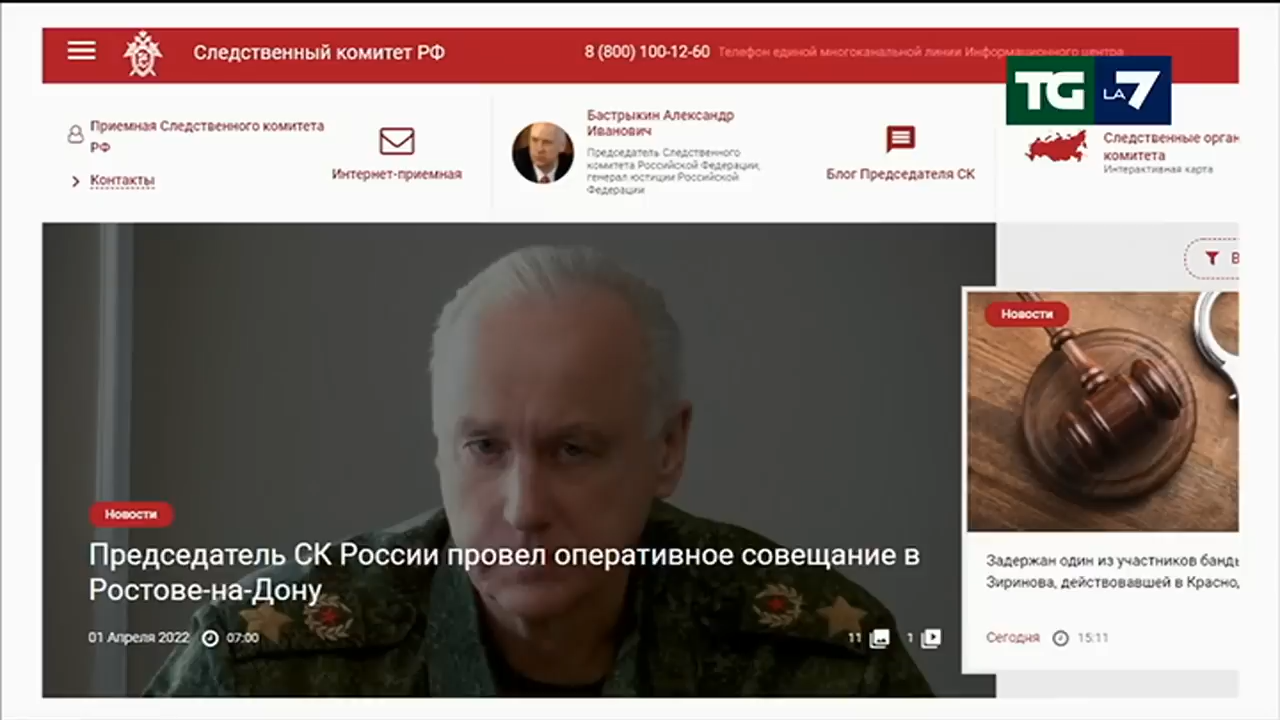 Следственный комитет РФ
8 (800) 100-12-60 Телефон единой многоканальной линии Информационного центра
TG LA7
Приемная Следственного комитета
РФ
Контакты
Интернет-приемная
Бастрыкин Александр
Иванович
Председатель Следственного
комитета Российской Федерации,
генерал юстиции Российской
Федерации
Блог Председателя СК
Следственные орган
комитета
Интерактивная карта
В
Новости
Председатель СК России провел оперативное совещание в
Ростове-на-Дону
01 Апреля 2022 07:00
11 1
Новости
Задержан один из участников банды
Зиринова, действовавшей в Красно
Сегодня 15:11